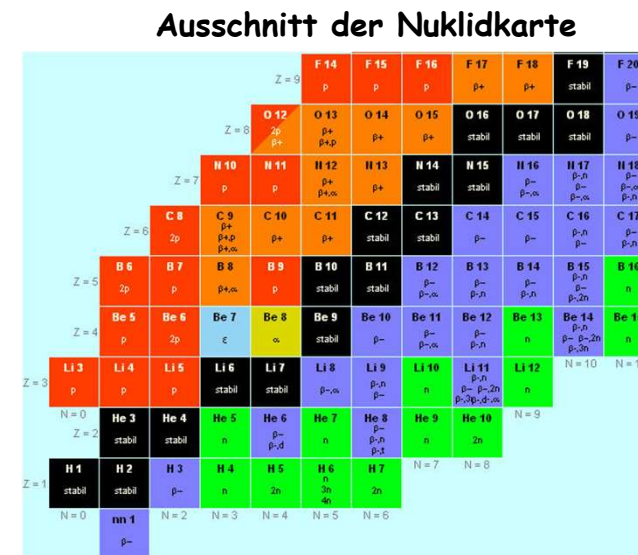 Ausschnitt der Nuklidkarte
Z = 9
F 14
p
F 15
p
F 16
p
F 17
β+
F 18
β+
F 19
stabil
F 20
β−
Z = 8
O 12
2p
β+
O 13
β+
β+,p
O 14
β+
O 15
β+
O 16
stabil
O 17
stabil
O 18
stabil
O 19
β−
Z = 7
N 10
p
N 11
p
N 12
β+
β+,α
N 13
β+
N 14
stabil
N 15
stabil
N 16
β−
β−,α
N 17
β-,n
β−
β−,α
N 18
β−
β−,α
β-,n
Z = 6
C 8
2p
C 9
β+
β+,p
β+,α
C 10
β+
C 11
β+
C 12
stabil
C 13
stabil
C 14
β−
C 15
β−
C 16
β-,n
β−
C 17
β−
β-,n
Z = 5
B 6
2p
B 7
p
B 8
β+,α
B 9
p
B 10
stabil
B 11
stabil
B 12
β−
β−,α
B 13
β−
β-,n
B 14
β−
β-,n
B 15
β-,n
β−
β-,2n
B 16
n
Z = 4
Be 5
p
Be 6
2p
Be 7
ε
Be 8
α
Be 9
stabil
Be 10
β−
Be 11
β−
β−,α
Be 12
β−
β-,n
Be 13
n
Be 14
β-,n
β− β-,2n
β-,3n
Be 1
n
Z = 3
Li 3
p
Li 4
p
Li 5
p
Li 6
stabil
Li 7
stabil
Li 8
β−,α
Li 9
β-,n
β−
Li 10
n
Li 11
β-,n
β− β-,2n
Li 12
n
N = 10
N = 1
N = 0
Z = 2
He 3
stabil
He 4
stabil
He 5
n
He 6
β−
β-,d
He 7
n
He 8
β−
β-,n
β-,t
He 9
n
He 10
2n
N = 9
Z = 1
H 1
stabil
H 2
stabil
H 3
β−
H 4
n
H 5
2n
H 6
n
3n
4n
H 7
2n
N = 7
N = 8
N = 0
nn 1
β−
N = 2
N = 3
N = 4
N = 5
N = 6